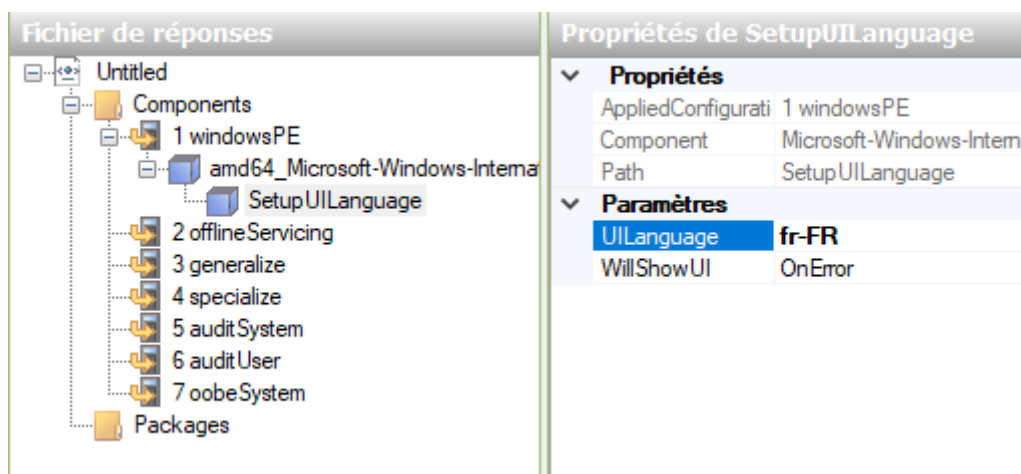 Fichier de réponses
Untitled
Components
1 windowsPE
amd64_Microsoft-Windows-Interna
SetupUILanguage
2 offlineServicing
3 generalize
4 specialize
5 auditSystem
6 auditUser
7 oobeSystem
Packages
Propriétés de SetupUILanguage
Propriétés
AppliedConfigurati 1 windowsPE
Component Microsoft-Windows-Intern
Path SetupUILanguage
Paramètres
UILanguage fr-FR
WillShowUI OnError